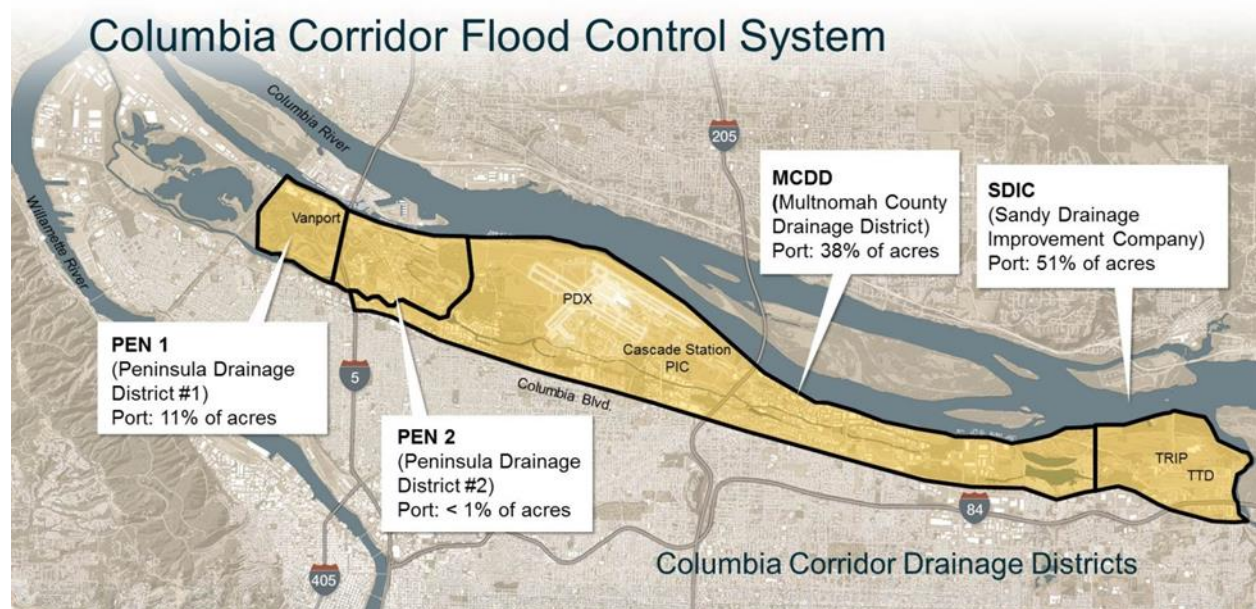 Columbia Corridor Flood Control System
Columbia River
205
Willamette River
Vanport
MCDD
(Multnomah County
Drainage District)
Port: 38% of acres
SDIC
(Sandy Drainage
Improvement Company)
Port: 51% of acres
PDX
Cascade Station
PIC
PEN 1
(Peninsula Drainage
District #1)
Port: 11% of acres
5
Columbia Blvd.
PEN 2
(Peninsula Drainage
District #2)
Port: < 1% of acres
TRIP
TTD
84
405
Columbia Corridor Drainage Districts